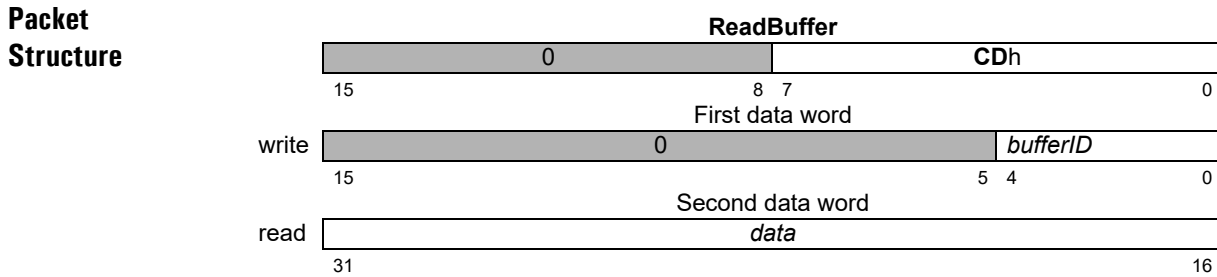 Packet
Structure
ReadBuffer
0 CDh
15 8 7 0
First data word
write 0 bufferID
15 5 4 0
Second data word
read data
31 16